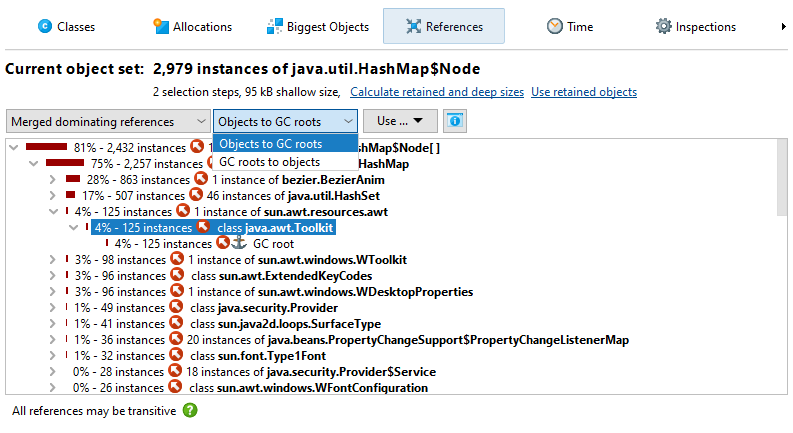 Classes Allocations Biggest Objects References Time Inspections
Current object set: 2,979 instances of java.util.HashMap$Node
2 selection steps, 95 kB shallow size, Calculate retained and deep sizes Use retained objects
Merged dominating references Objects to GC roots Use ...
Objects to GC roots
GC roots to objects
81% - 2,432 instances 1 hMap$Node[ ]
75% - 2,257 instances HashMap
28% - 863 instances 1 instance of bezier.BezierAnim
17% - 507 instances 46 instances of java.util.HashSet
4% - 125 instances 1 instance of sun.awt.resources.awt
4% - 125 instances class java.awt.Toolkit
4% - 125 instances GC root
3% - 98 instances 1 instance of sun.awt.windows.WToolkit
3% - 96 instances class sun.awt.ExtendedKeyCodes
3% - 96 instances 1 instance of sun.awt.windows.WDesktopProperties
1% - 49 instances class java.security.Provider
1% - 41 instances class sun.java2d.loops.SurfaceType
1% - 36 instances 20 instances of java.beans.PropertyChangeSupport$PropertyChangeListenerMap
1% - 32 instances class sun.font.Type1Font
0% - 28 instances 18 instances of java.security.Provider$Service
0% - 26 instances class sun.awt.windows.WFontConfiguration
All references may be transitive ?